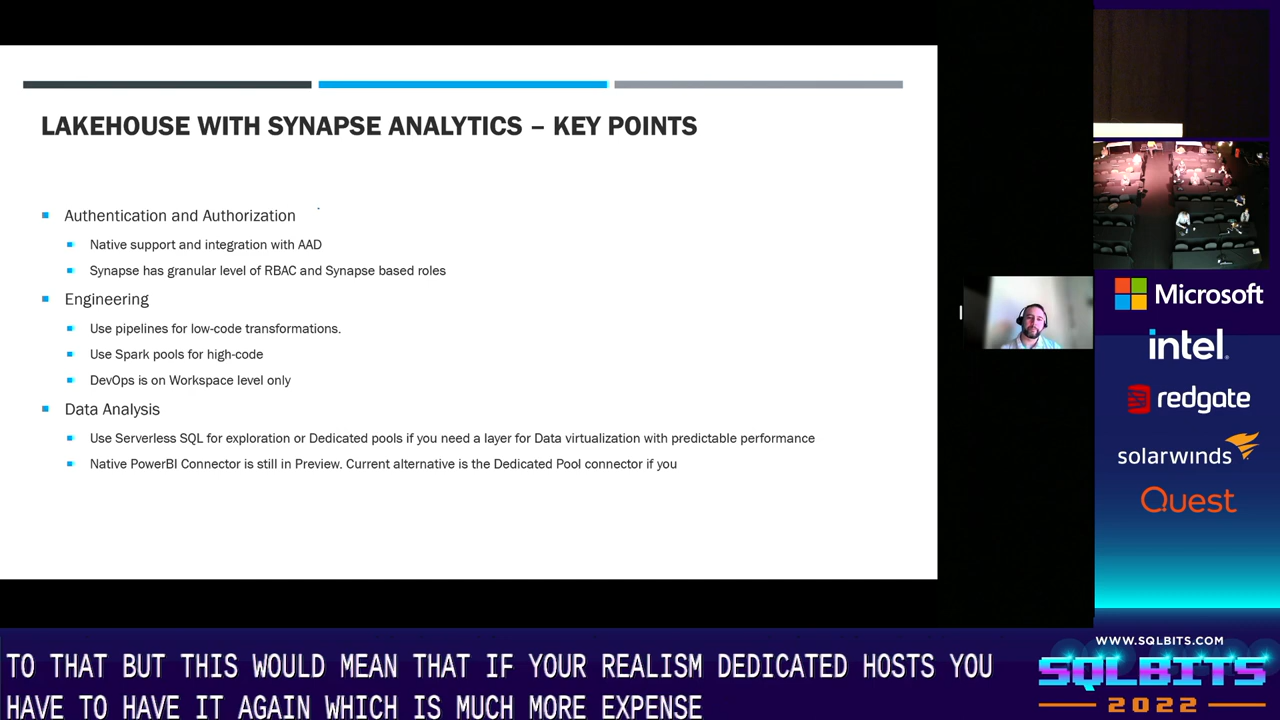 LAKEHOUSE WITH SYNAPSE ANALYTICS – KEY POINTS
Authentication and Authorization
Native support and integration with AAD
Synapse has granular level of RBAC and Synapse based roles
Engineering
Use pipelines for low-code transformations.
Use Spark pools for high-code
DevOps is on Workspace level only
Data Analysis
Use Serverless SQL for exploration or Dedicated pools if you need a layer for Data virtualization with predictable performance
Native PowerBI Connector is still in Preview. Current alternative is the Dedicated Pool connector if you
Microsoft
intel.
redgate
solarwinds
Quest
WWW.SQLBITS.COM
SQLBITS
2022
TO THAT BUT THIS WOULD MEAN THAT IF YOUR REALISM DEDICATED HOSTS YOU
HAVE TO HAVE IT AGAIN WHICH IS MUCH MORE EXPENSE